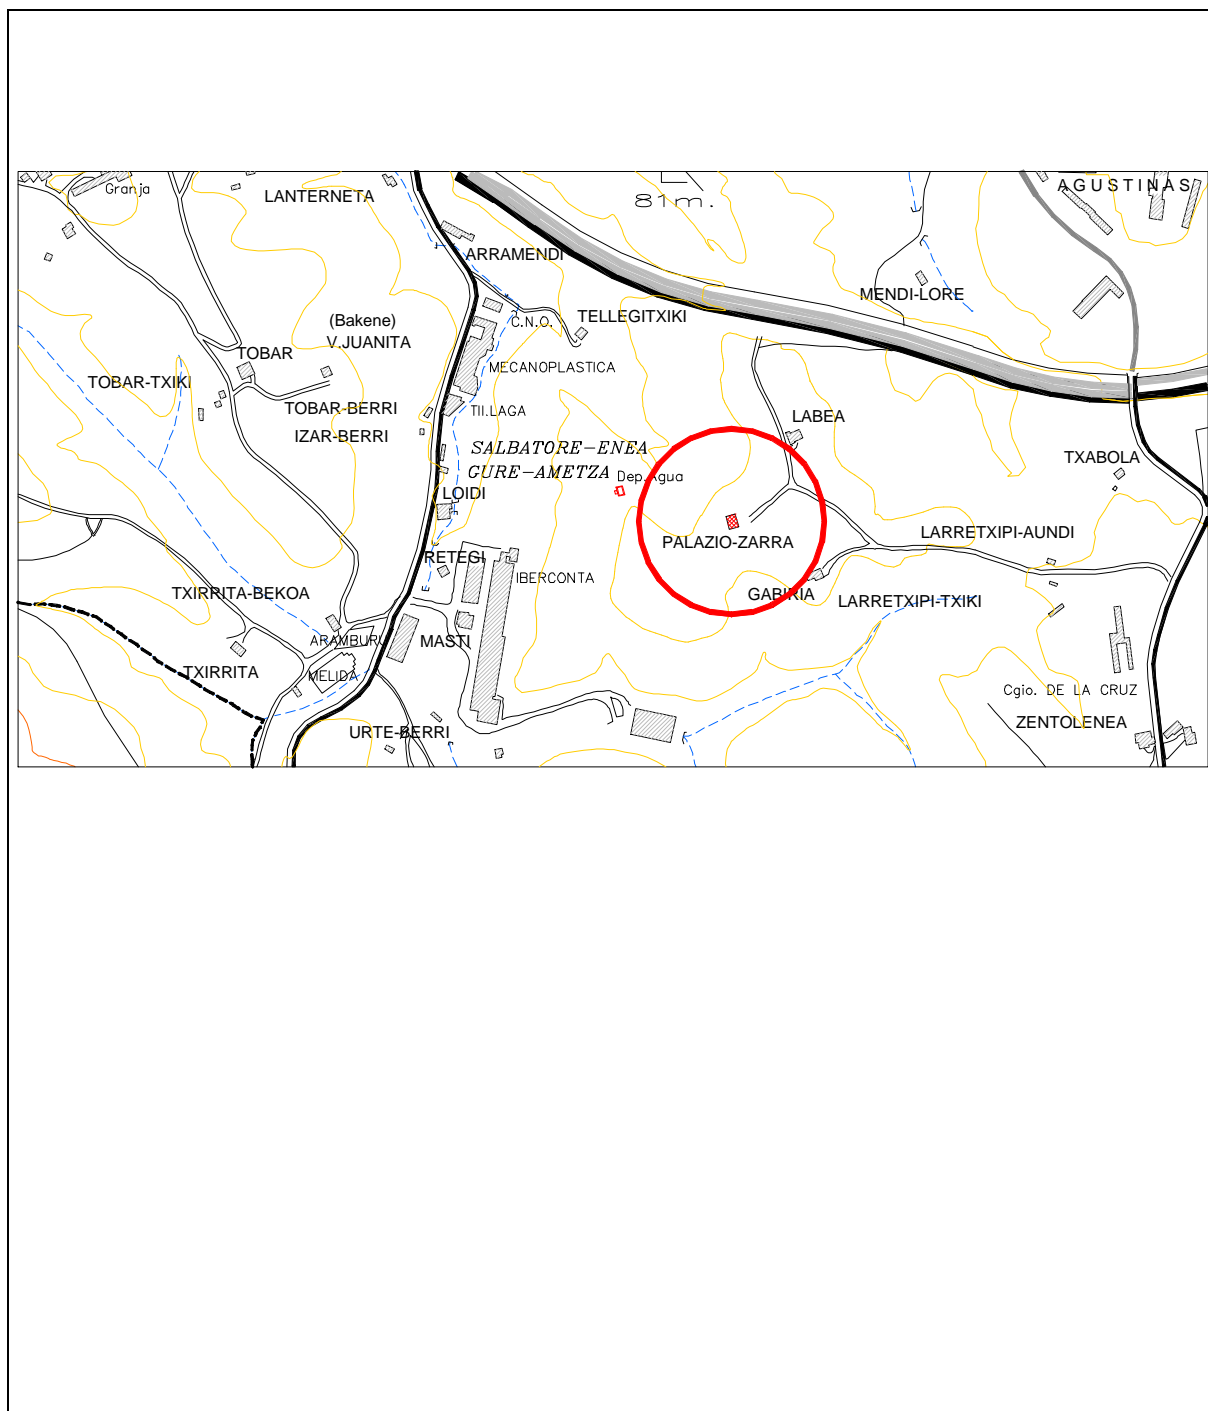 Granja
LANTERNETA
81m.
AGUSTINAS
ARRAMENDI
MENDI-LORE
C.N.O.
TELLEGITXIKI
(Bakene)
V.JUANITA
TOBAR
MECANOPLASTICA
TOBAR-TXIKI
TOBAR-BERRI
LABEA
IZAR-BERRI
SALBATORE-ENEA
TXABOLA
GURE-AMETZA
Dep.Agua
LOIDI
LARRETXIPI-AUNDI
PALAZIO-ZARRA
RETEGI
IBERCONTA
TXIRRITA-BEKOA
GABIRIA
LARRETXIPI-TXIKI
ARAMBURU
MASTI
TXIRRITA
MELIDA
Cgio. DE LA CRUZ
ZENTOLENEA
URTE-BERRI